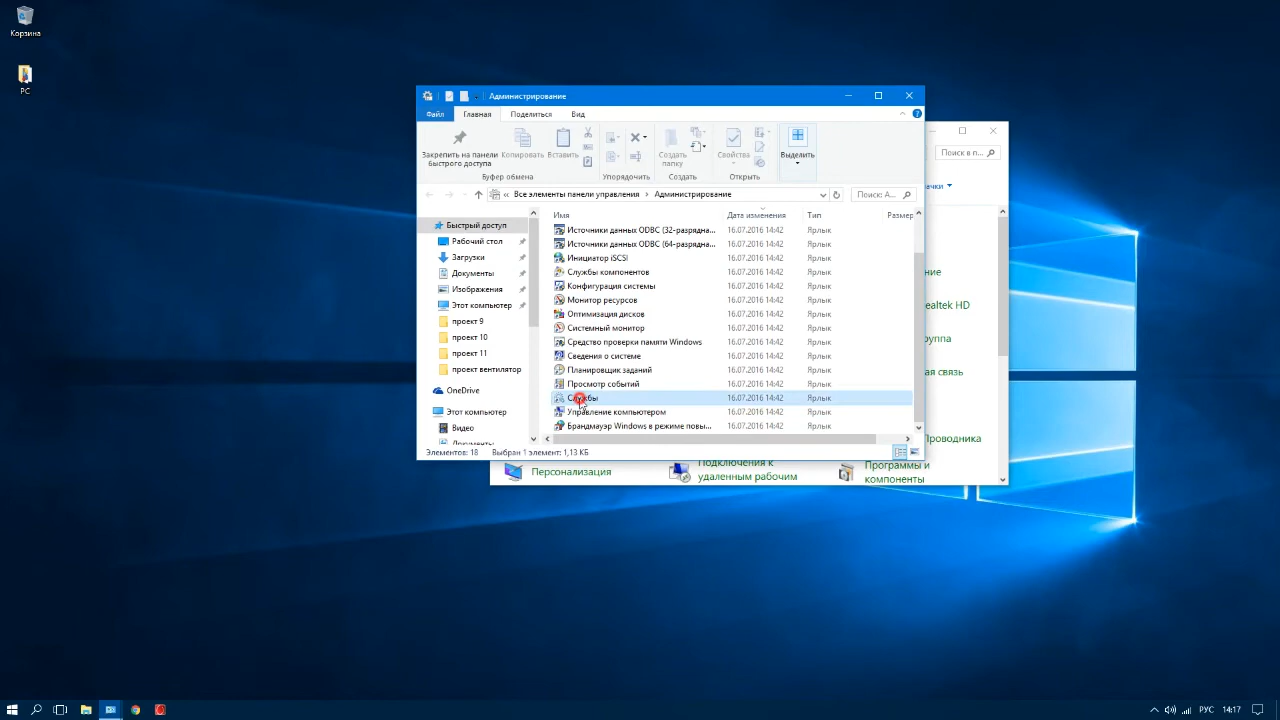 Корзина
PC
Администрирование
Файл
Главная
Поделиться
Вид
Закрепить на панели
быстрого доступа
Копировать
Вставить
Создать
папку
Свойства
Выделить
Буфер обмена
Упорядочить
Создать
Открыть
« Все элементы панели управления › Администрирование
Поиск: А...
Поиск в п...
Быстрый доступ
Рабочий стол
Загрузки
Документы
Изображения
Этот компьютер
проект 9
проект 10
проект 11
проект вентилятор
OneDrive
Этот компьютер
Видео
Документы
Имя Дата изменения Тип Размер
Источники данных ODBC (32-разрядна... 16.07.2016 14:42 Ярлык
Источники данных ODBC (64-разрядна... 16.07.2016 14:42 Ярлык
Инициатор iSCSI 16.07.2016 14:42 Ярлык
Службы компонентов 16.07.2016 14:42 Ярлык
Конфигурация системы 16.07.2016 14:42 Ярлык
Монитор ресурсов 16.07.2016 14:42 Ярлык
Оптимизация дисков 16.07.2016 14:42 Ярлык
Системный монитор 16.07.2016 14:42 Ярлык
Средство проверки памяти Windows 16.07.2016 14:42 Ярлык
Сведения о системе 16.07.2016 14:42 Ярлык
Планировщик заданий 16.07.2016 14:42 Ярлык
Просмотр событий 16.07.2016 14:42 Ярлык
Службы 16.07.2016 14:42 Ярлык
Управление компьютером 16.07.2016 14:42 Ярлык
Брандмауэр Windows в режиме повы... 16.07.2016 14:42 Ярлык
Элементов: 18 Выбран 1 элемент: 1,13 КБ
ачки
ние
ealtek HD
руппа
ая связь
Проводника
Персонализация
Подключения к
удаленным рабочим
Программы и
компоненты
РУС
14:17